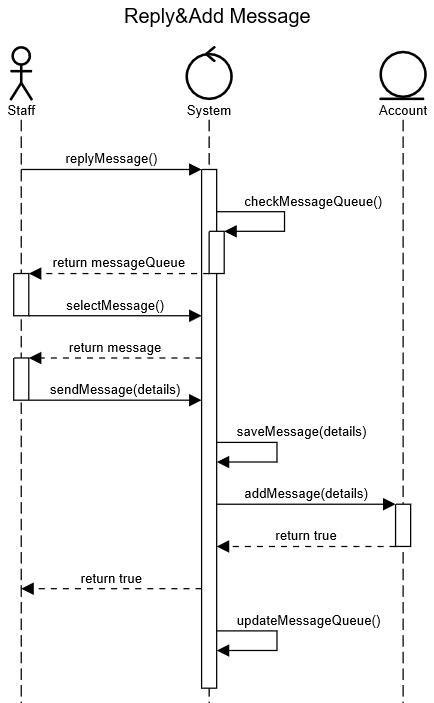 Reply&Add Message
Staff
System
Account
replyMessage()
checkMessageQueue()
return messageQueue
selectMessage()
return message
sendMessage(details)
saveMessage(details)
addMessage(details)
return true
return true
updateMessageQueue()